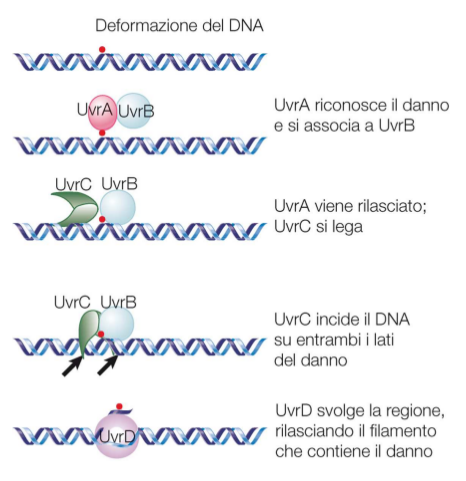 Deformazione del DNA
UvrA UvrB
UvrA riconosce il danno
e si associa a UvrB
UvrC UvrB
UvrA viene rilasciato;
UvrC si lega
UvrC UvrB
UvrC incide il DNA
su entrambi i lati
del danno
UvrD
UvrD svolge la regione,
rilasciando il filamento
che contiene il danno